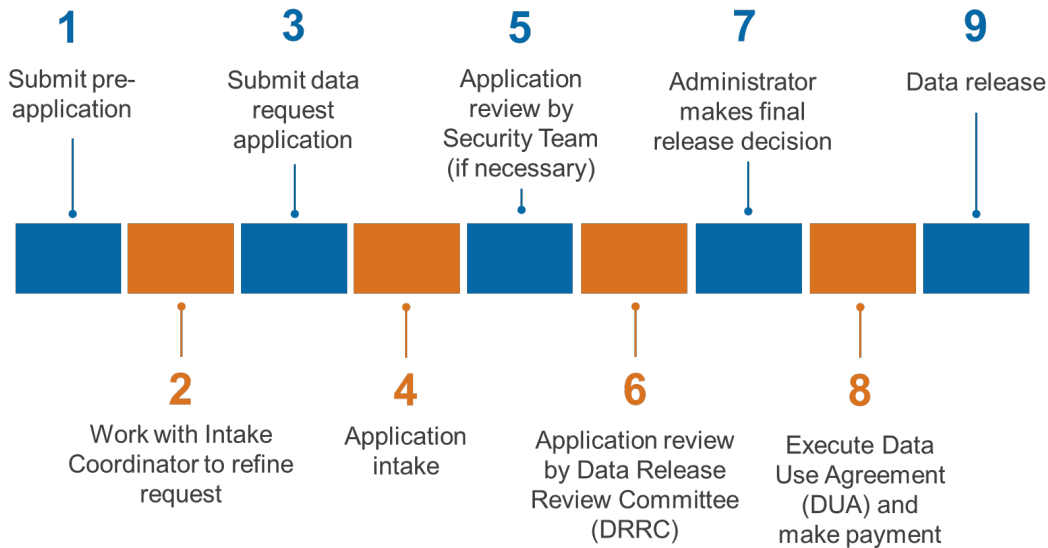 1
Submit pre-
application
3
Submit data
request
application
5
Application
review by
Security Team
(if necessary)
7
Administrator
makes final
release decision
9
Data release
2
Work with Intake
Coordinator to refine
request
4
Application
intake
6
Application review
by Data Release
Review Committee
(DRRC)
8
Execute Data
Use Agreement
(DUA) and
make payment